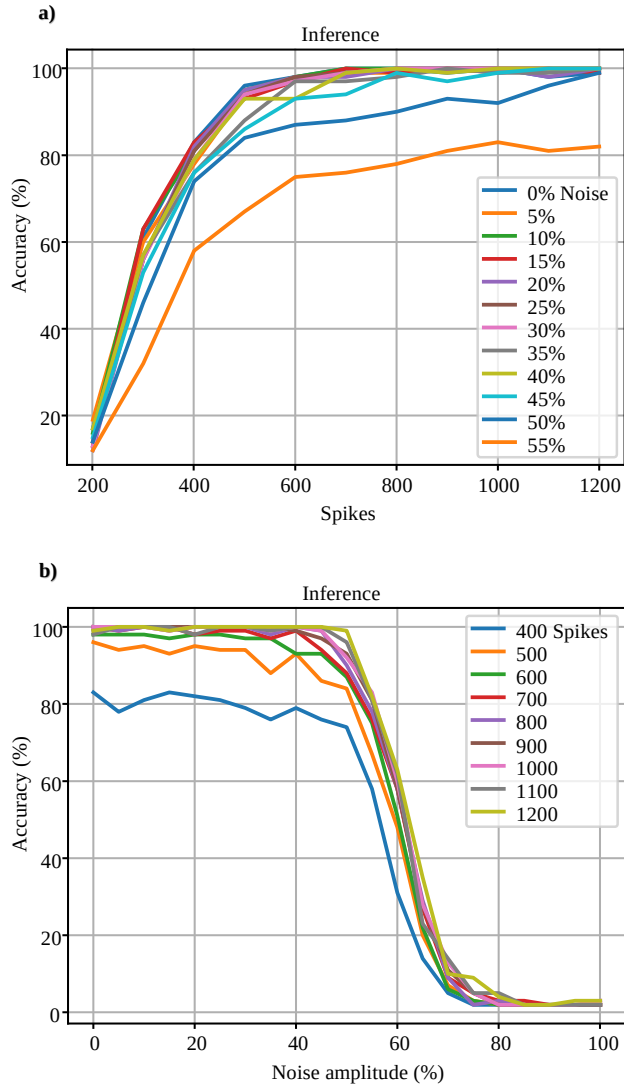 a)
Inference
100
80
60
40
20
Accuracy (%)
0% Noise
5%
10%
15%
20%
25%
30%
35%
40%
45%
50%
55%
200 400 600 800 1000 1200
Spikes
b)
Inference
100
80
60
40
20
0
Accuracy (%)
400 Spikes
500
600
700
800
900
1000
1100
1200
0 20 40 60 80 100
Noise amplitude (%)